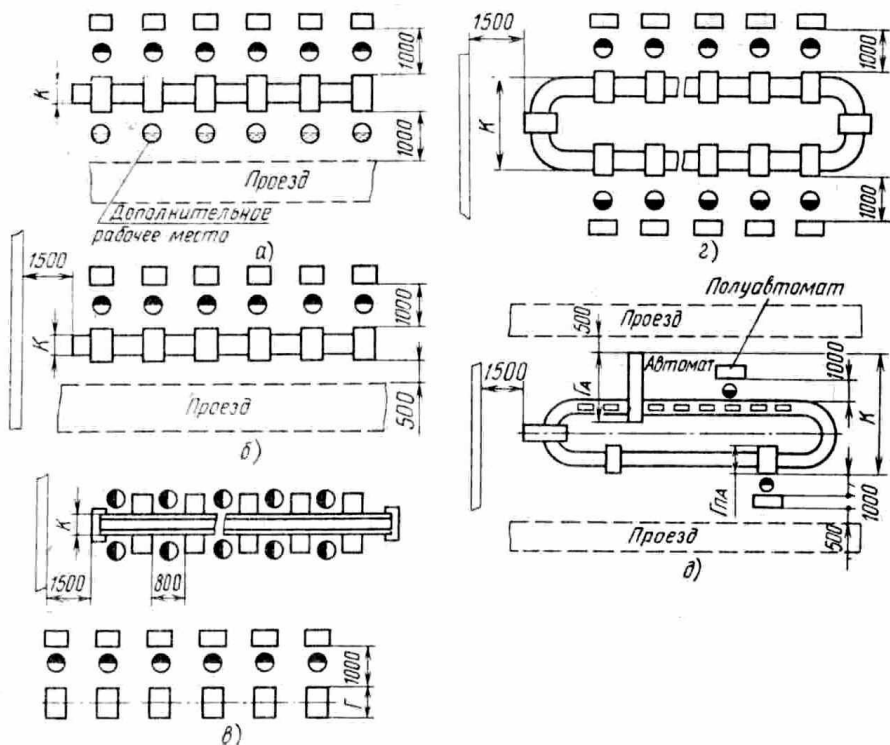 1000
К
1000
Проезд
Дополнительное
рабочее место
а)
1500
1000
К
500
Проезд
б)
К
1500
800
1000
Г
в)
1500
1000
К
1000
г)
Полуавтомат
500
Проезд
1000
Автомат
1500
ГА
К
ГПА
1000
500
Проезд
д)